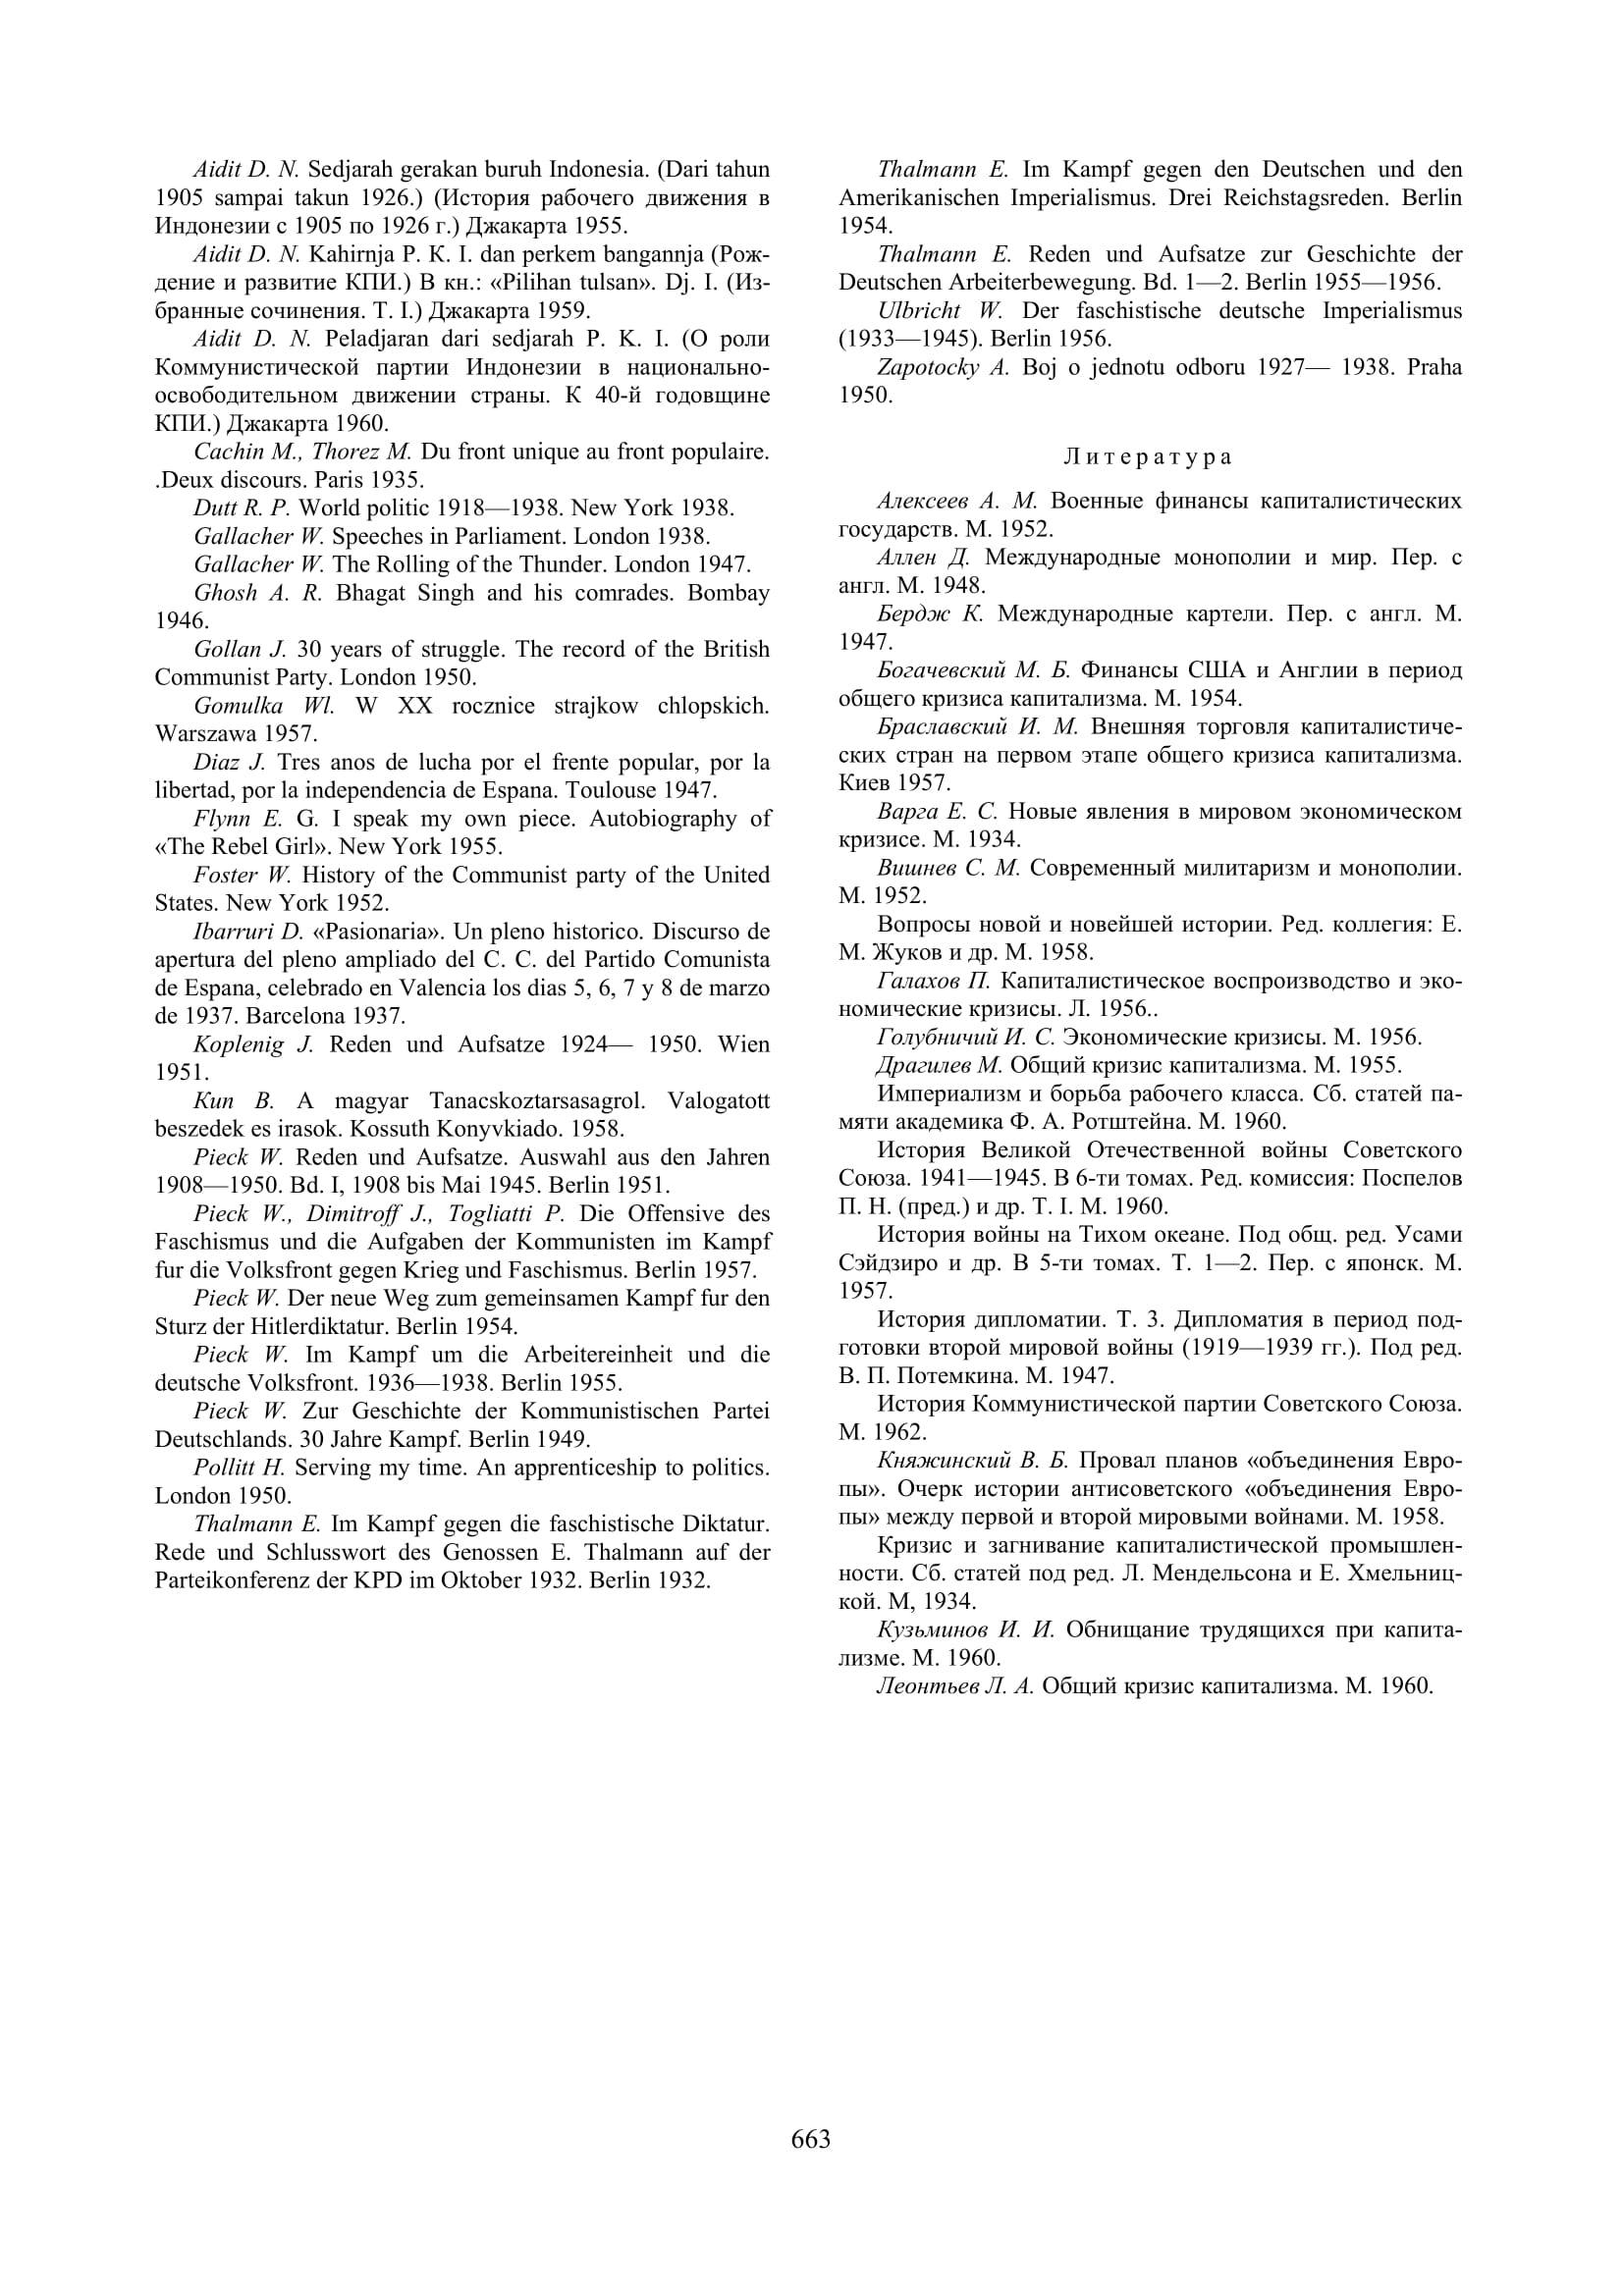 Aidit D. N. Sedjarah gerakan buruh Indonesia. (Dari tahun
1905 sampai takun 1926.) (История рабочего движения в
Индонезии с 1905 по 1926 г.) Джакарта 1955.
Aidit D. N. Kahirnja P. K. I. dan perkem bangannja (Рож-
дение и развитие КПИ.) В кн.: «Pilihan tulsan». Dj. I. (Из-
бранные сочинения. Т. I.) Джакарта 1959.
Aidit D. N. Peladjaran dari sedjarah P. K. I. (О роли
Коммунистической партии Индонезии в национально-
освободительном движении страны. К 40-й годовщине
КПИ.) Джакарта 1960.
Cachin M., Thorez M. Du front unique au front populaire.
.Deux discours. Paris 1935.
Dutt R. P. World politic 1918—1938. New York 1938.
Gallacher W. Speeches in Parliament. London 1938.
Gallacher W. The Rolling of the Thunder. London 1947.
Ghosh A. R. Bhagat Singh and his comrades. Bombay
1946.
Gollan J. 30 years of struggle. The record of the British
Communist Party. London 1950.
Gomulka Wl. W XX rocznice strajkow chlopskich.
Warszawa 1957.
Diaz J. Tres anos de lucha por el frente popular, por la
libertad, por la independencia de Espana. Toulouse 1947.
Flynn E. G. I speak my own piece. Autobiography of
«The Rebel Girl». New York 1955.
Foster W. History of the Communist party of the United
States. New York 1952.
Ibarruri D. «Pasionaria». Un pleno historico. Discurso de
apertura del pleno ampliado del C. C. del Partido Comunista
de Espana, celebrado en Valencia los dias 5, 6, 7 y 8 de marzo
de 1937. Barcelona 1937.
Koplenig J. Reden und Aufsatze 1924— 1950. Wien
1951.
Кun В. A magyar Tanacskoztarsasagrol. Valogatott
beszedek es irasok. Kossuth Konyvkiado. 1958.
Pieck W. Reden und Aufsatze. Auswahl aus den Jahren
1908—1950. Bd. I, 1908 bis Mai 1945. Berlin 1951.
Pieck W., Dimitroff J., Togliatti P. Die Offensive des
Faschismus und die Aufgaben der Kommunisten im Kampf
fur die Volksfront gegen Krieg und Faschismus. Berlin 1957.
Pieck W. Der neue Weg zum gemeinsamen Kampf fur den
Sturz der Hitlerdiktatur. Berlin 1954.
Pieck W. Im Kampf um die Arbeitereinheit und die
deutsche Volksfront. 1936—1938. Berlin 1955.
Pieck W. Zur Geschichte der Kommunistischen Partei
Deutschlands. 30 Jahre Kampf. Berlin 1949.
Pollitt H. Serving my time. An apprenticeship to politics.
London 1950.
Thalmann E. Im Kampf gegen die faschistische Diktatur.
Rede und Schlusswort des Genossen E. Thalmann auf der
Parteikonferenz der KPD im Oktober 1932. Berlin 1932.
Thalmann E. Im Kampf gegen den Deutschen und den
Amerikanischen Imperialismus. Drei Reichstagsreden. Berlin
1954.
Thalmann E. Reden und Aufsatze zur Geschichte der
Deutschen Arbeiterbewegung. Bd. 1—2. Berlin 1955—1956.
Ulbricht W. Der faschistische deutsche Imperialismus
(1933—1945). Berlin 1956.
Zapotocky A. Boj o jednotu odboru 1927— 1938. Praha
1950.
Литература
Алексеев А. М. Военные финансы капиталистических
государств. М. 1952.
Аллен Д. Международные монополии и мир. Пер. с
англ. М. 1948.
Бердж К. Международные картели. Пер. с англ. М.
1947.
Богачевский М. Б. Финансы США и Англии в период
общего кризиса капитализма. М. 1954.
Браславский И. М. Внешняя торговля капиталистиче-
ских стран на первом этапе общего кризиса капитализма.
Киев 1957.
Варга Е. С. Новые явления в мировом экономическом
кризисе. М. 1934.
Вишнев С. М. Современный милитаризм и монополии.
М. 1952.
Вопросы новой и новейшей истории. Ред. коллегия: Е.
М. Жуков и др. М. 1958.
Галахов П. Капиталистическое воспроизводство и эко-
номические кризисы. Л. 1956..
Голубничий И. С. Экономические кризисы. М. 1956.
Драгилев М. Общий кризис капитализма. М. 1955.
Империализм и борьба рабочего класса. Сб. статей па-
мяти академика Ф. А. Ротштейна. М. 1960.
История Великой Отечественной войны Советского
Союза. 1941—1945. В 6-ти томах. Ред. комиссия: Поспелов
П. Н. (пред.) и др. Т. I. М. 1960.
История войны на Тихом океане. Под общ. ред. Усами
Сэйдзиро и др. В 5-ти томах. Т. 1—2. Пер. с японск. М.
1957.
История дипломатии. Т. 3. Дипломатия в период под-
готовки второй мировой войны (1919—1939 гг.). Под ред.
В. П. Потемкина. М. 1947.
История Коммунистической партии Советского Союза.
М. 1962.
Княжинский В. Б. Провал планов «объединения Евро-
пы». Очерк истории антисоветского «объединения Евро-
пы» между первой и второй мировыми войнами. М. 1958.
Кризис и загнивание капиталистической промышлен-
ности. Сб. статей под ред. Л. Мендельсона и Е. Хмельниц-
кой. М, 1934.
Кузьминов И. И. Обнищание трудящихся при капита-
лизме. М. 1960.
Леонтьев Л. А. Общий кризис капитализма. М. 1960.
663